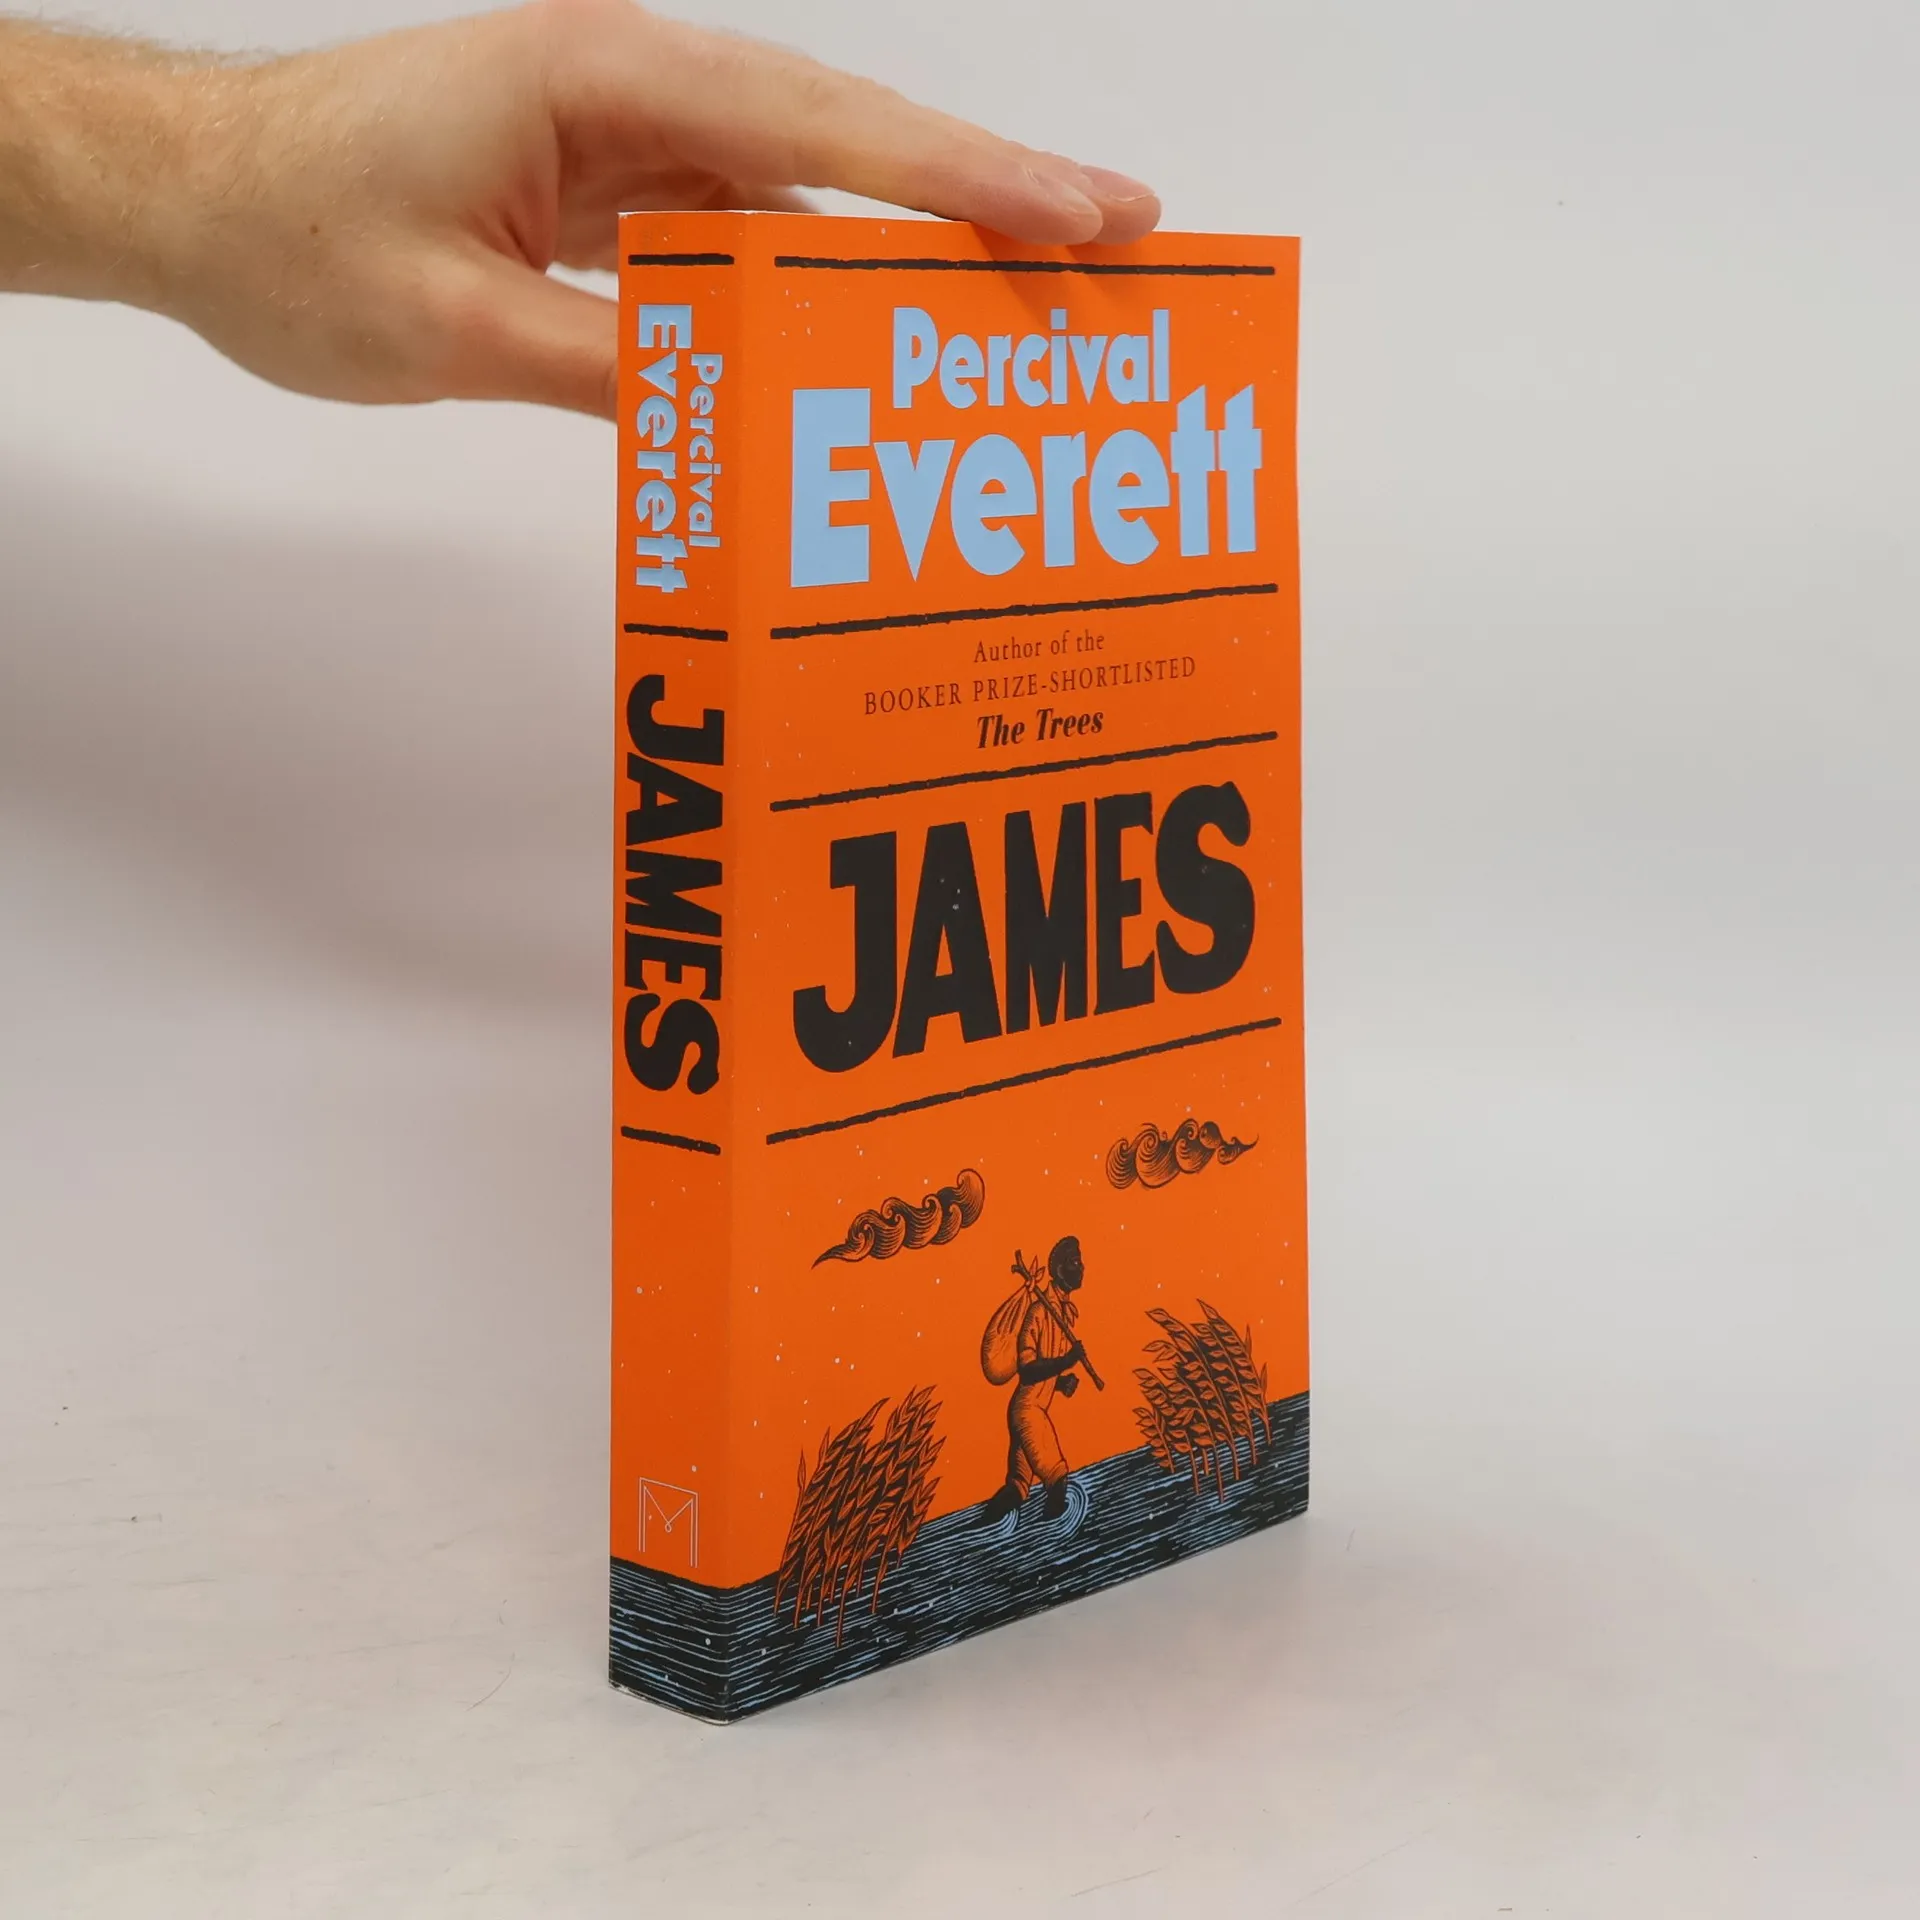 Percival
Everett
JAMES
Percival
Everett
Author of the
BOOKER PRIZE-SHORTLISTED
The Trees
JAMES